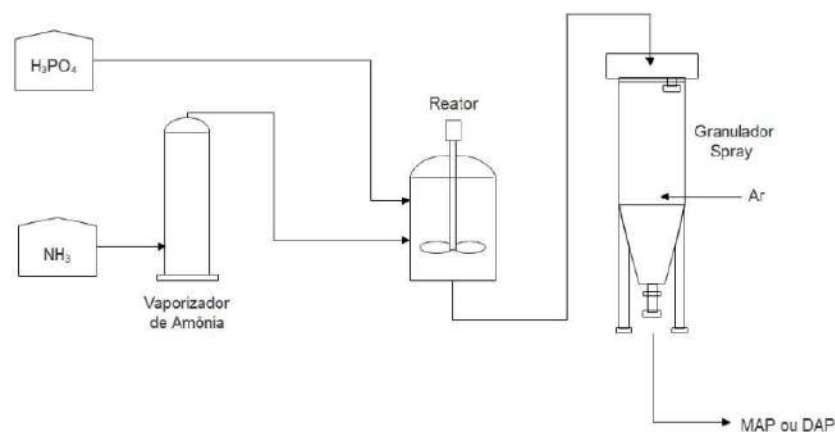 H₃PO₄
Reator
Granulador
Spray
Ar
NH₃
Vaporizador
de Amônia
MAP ou DAP